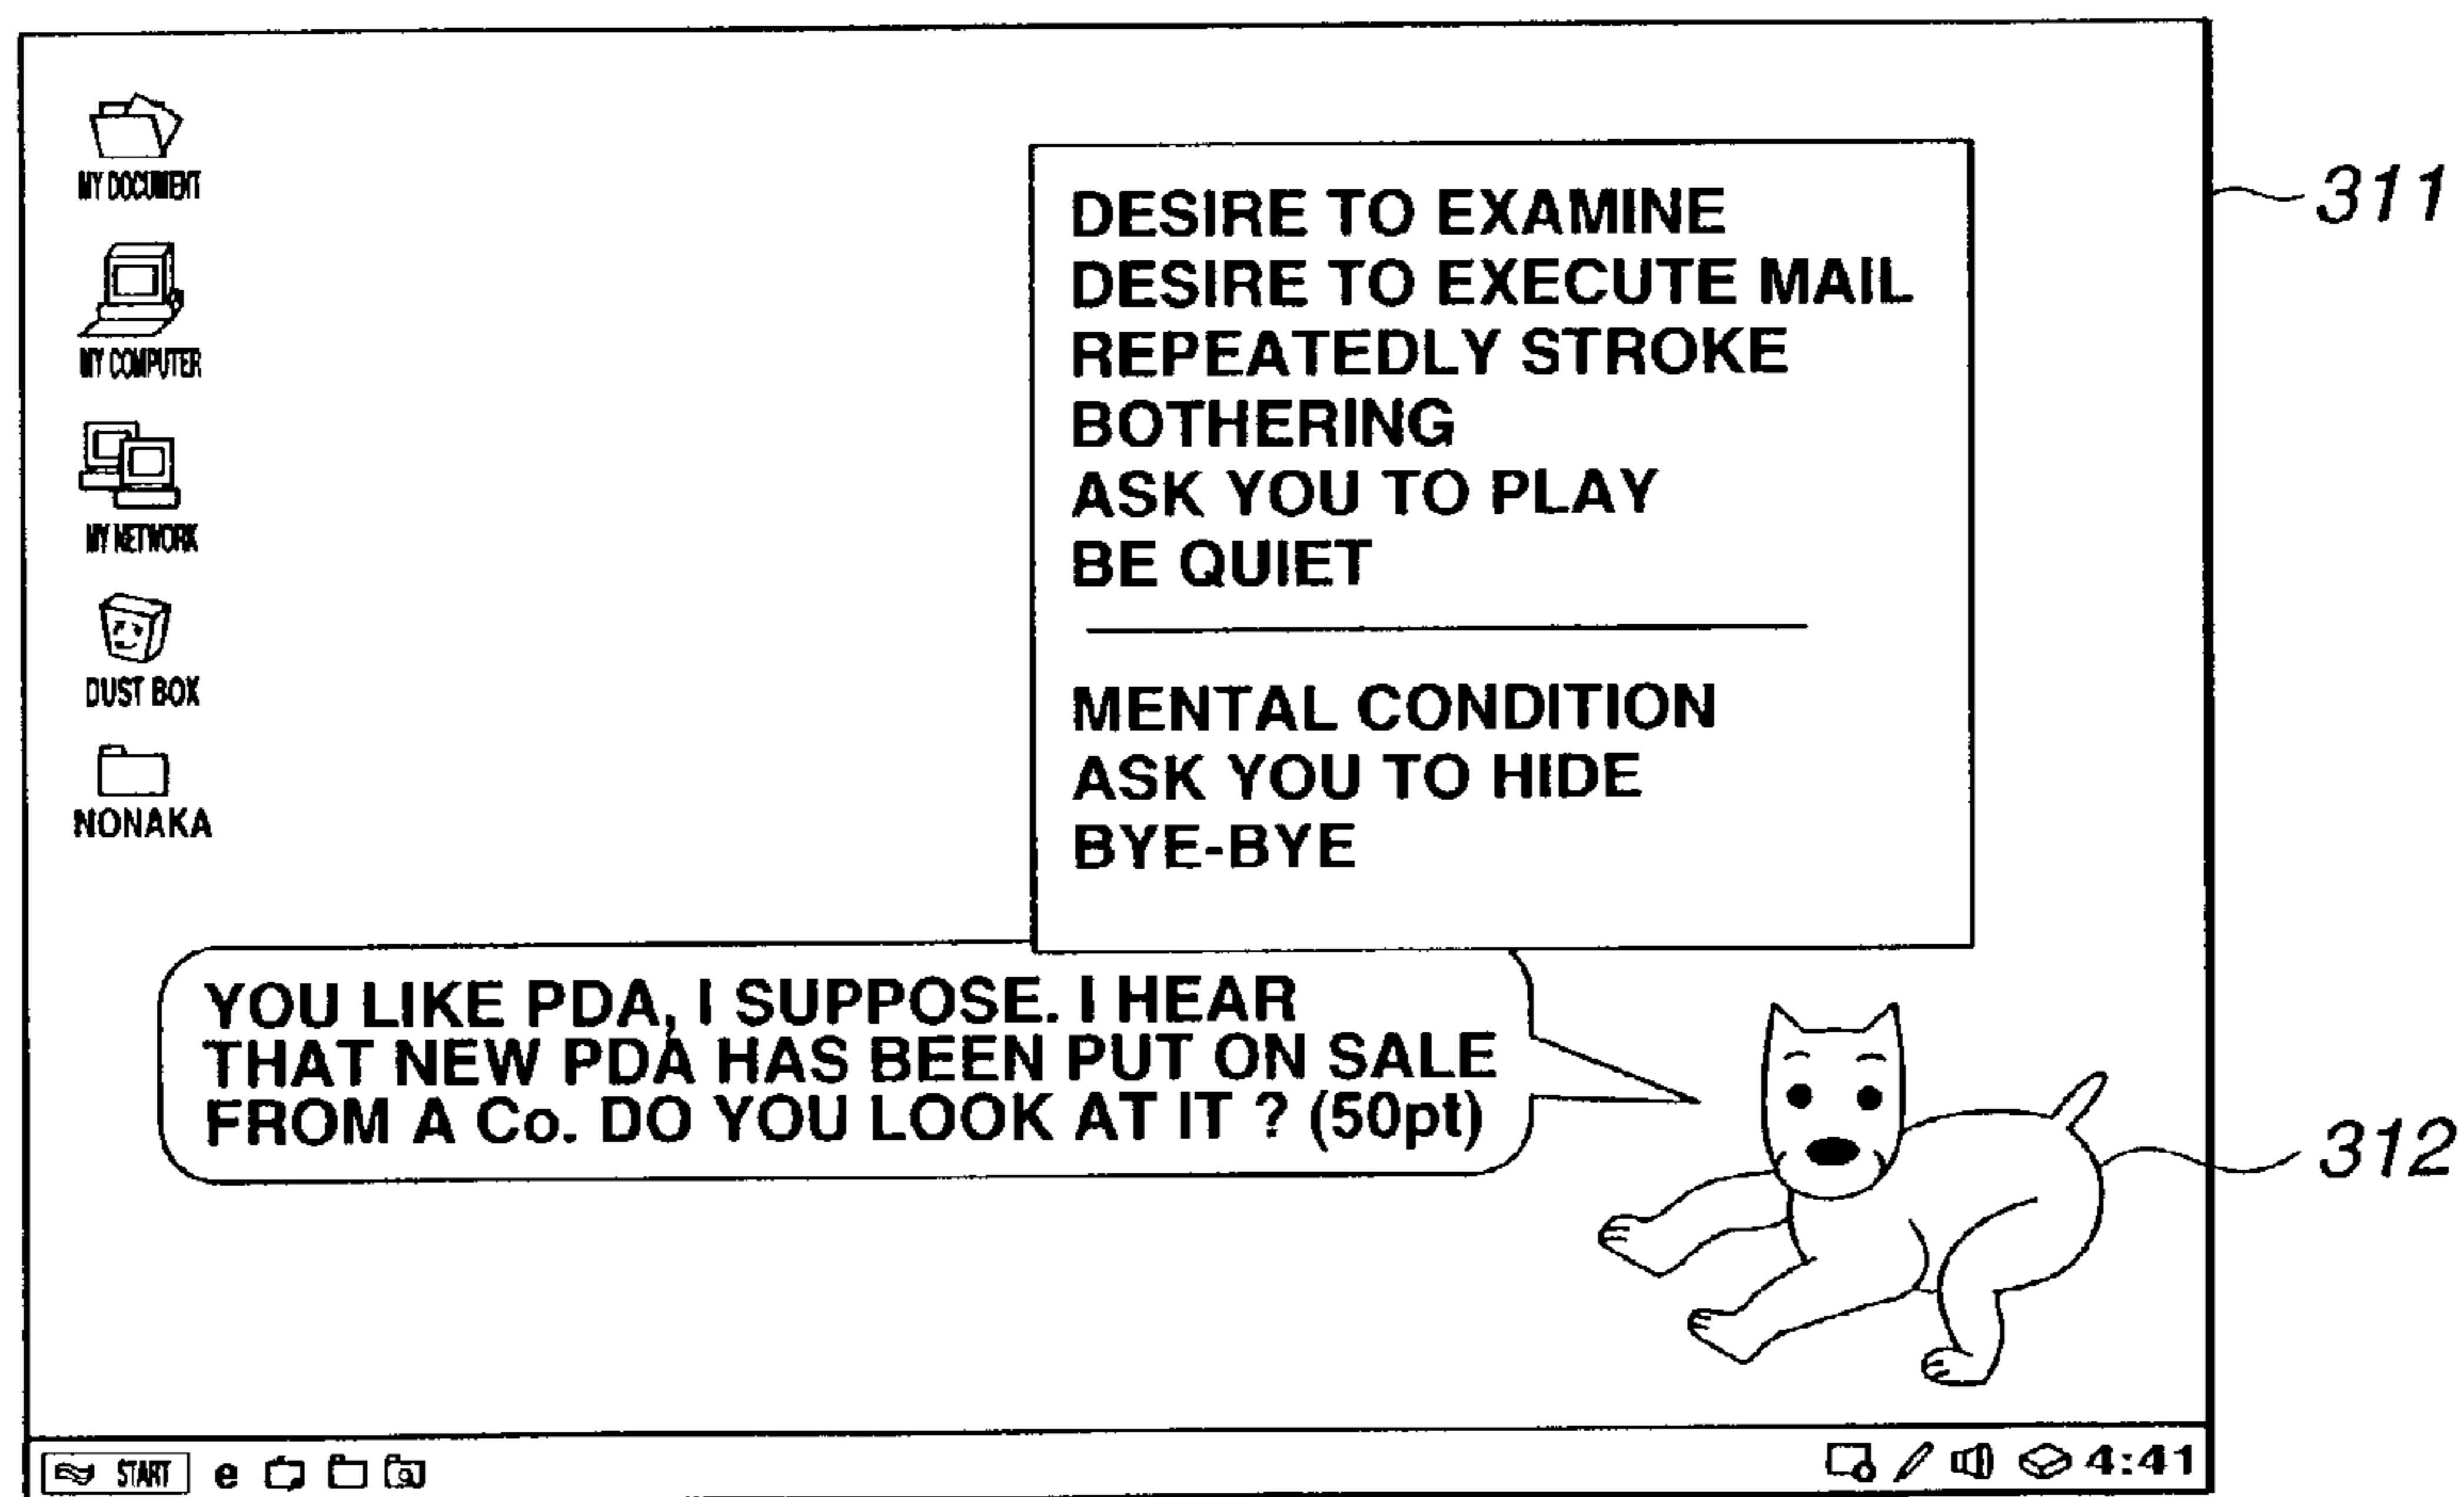 MY DOCUMENT
MY COMPUTER
MY NETWORK
DUST BOX
NONAKA
DESIRE TO EXAMINE
DESIRE TO EXECUTE MAIL
REPEATEDLY STROKE
BOTHERING
ASK YOU TO PLAY
BE QUIET
MENTAL CONDITION
ASK YOU TO HIDE
BYE-BYE
311
YOU LIKE PDA, I SUPPOSE. I HEAR
THAT NEW PDA HAS BEEN PUT ON SALE
FROM A Co. DO YOU LOOK AT IT ? (50pt)
312
START e 4:41